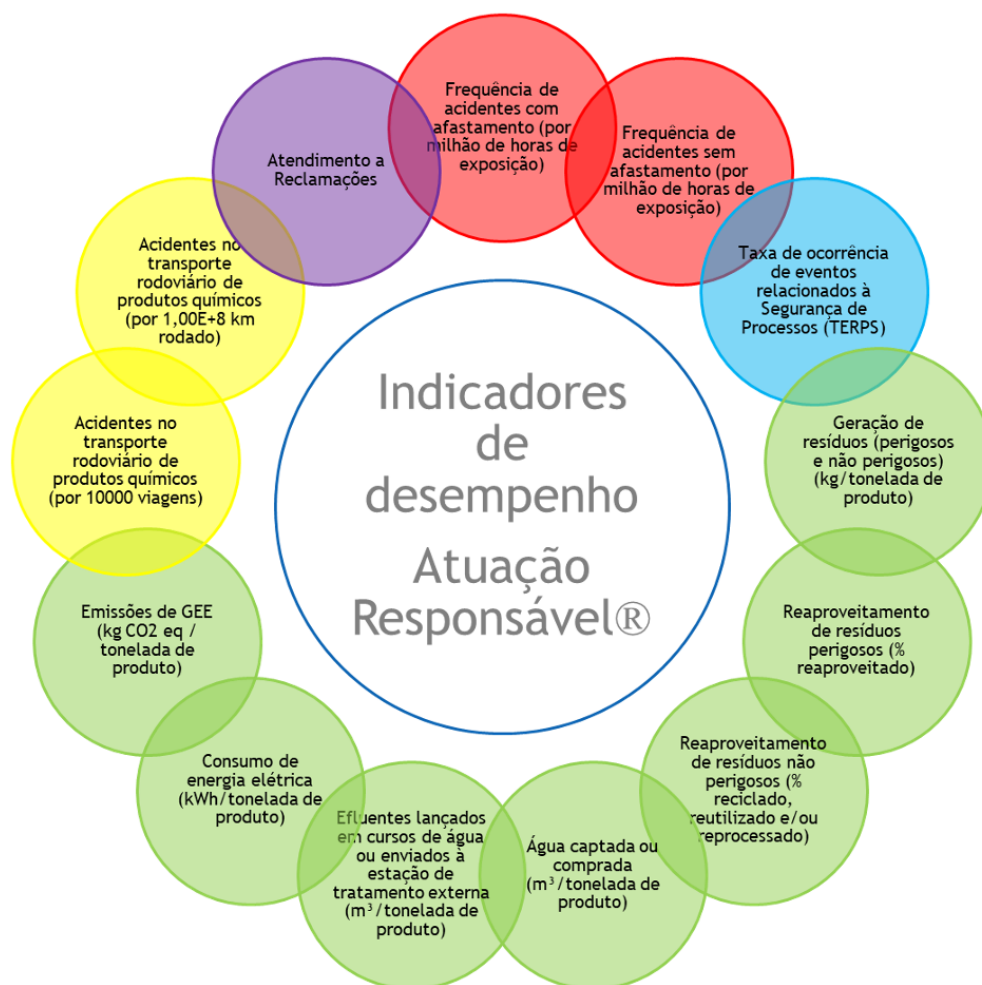 Frequência de
acidentes com
afastamento (por
milhão de horas de
exposição)
Frequência de
acidentes sem
afastamento (por
milhão de horas de
exposição)
Taxa de ocorrência
de eventos
relacionados à
Segurança de
Processos (TERPS)
Geração de
resíduos (perigosos
e não perigosos)
(kg/tonelada de
produto)
Reaproveitamento
de resíduos
perigosos (%
reaproveitado)
Reaproveitamento
de resíduos não
perigosos (%
reciclado,
reutilizado e/ou
reprocessado)
Água captada ou
comprada
(m³/tonelada de
produto)
Efluentes lançados
em cursos de água
ou enviados à
estação de
tratamento externa
(m³/tonelada de
produto)
Consumo de
energia elétrica
(kWh/tonelada de
produto)
Emissões de GEE
(kg CO2 eq /
tonelada de
produto)
Acidentes no
transporte
rodoviário de
produtos químicos
(por 10000 viagens)
Acidentes no
transporte
rodoviário de
produtos químicos
(por 1,00E+8 km
rodado)
Atendimento a
Reclamações
Indicadores
de
desempenho
Atuação
Responsável®